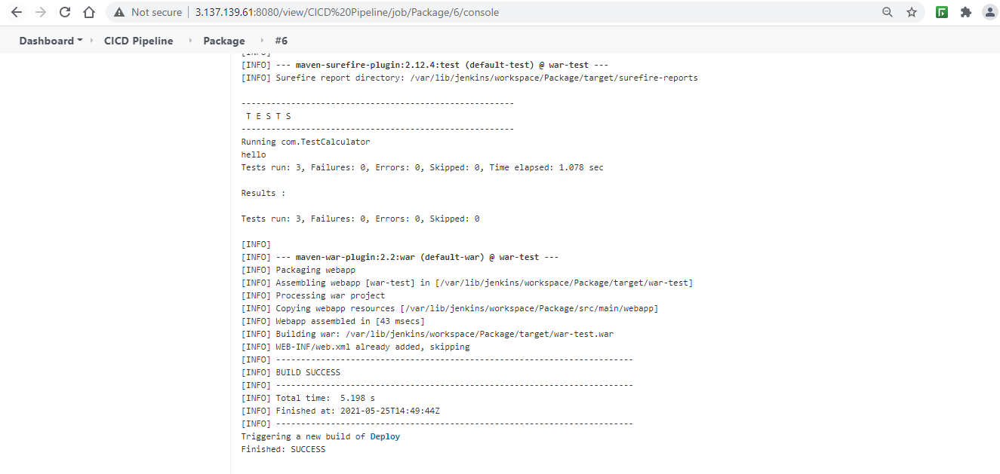 Not secure | 3.137.139.61:8080/view/CICD%20Pipeline/job/Package/6/console
Dashboard CICD Pipeline Package #6
[INFO]
[INFO] --- maven-surefire-plugin:2.12.4:test (default-test) @ war-test ---
[INFO] Surefire report directory: /var/lib/jenkins/workspace/Package/target/surefire-reports
-------------------------------------------------------
T E S T S
-------------------------------------------------------
Running com.TestCalculator
hello
Tests run: 3, Failures: 0, Errors: 0, Skipped: 0, Time elapsed: 1.078 sec
Results :
Tests run: 3, Failures: 0, Errors: 0, Skipped: 0
[INFO]
[INFO] --- maven-war-plugin:2.2:war (default-war) @ war-test ---
[INFO] Packaging webapp
[INFO] Assembling webapp [war-test] in [/var/lib/jenkins/workspace/Package/target/war-test]
[INFO] Processing war project
[INFO] Copying webapp resources [/var/lib/jenkins/workspace/Package/src/main/webapp]
[INFO] Webapp assembled in [43 msecs]
[INFO] Building war: /var/lib/jenkins/workspace/Package/target/war-test.war
[INFO] WEB-INF/web.xml already added, skipping
[INFO] ------------------------------------------------------------------------
[INFO] BUILD SUCCESS
[INFO] ------------------------------------------------------------------------
[INFO] Total time:  5.198 s
[INFO] Finished at: 2021-05-25T14:49:44Z
[INFO] ------------------------------------------------------------------------
Triggering a new build of Deploy
Finished: SUCCESS